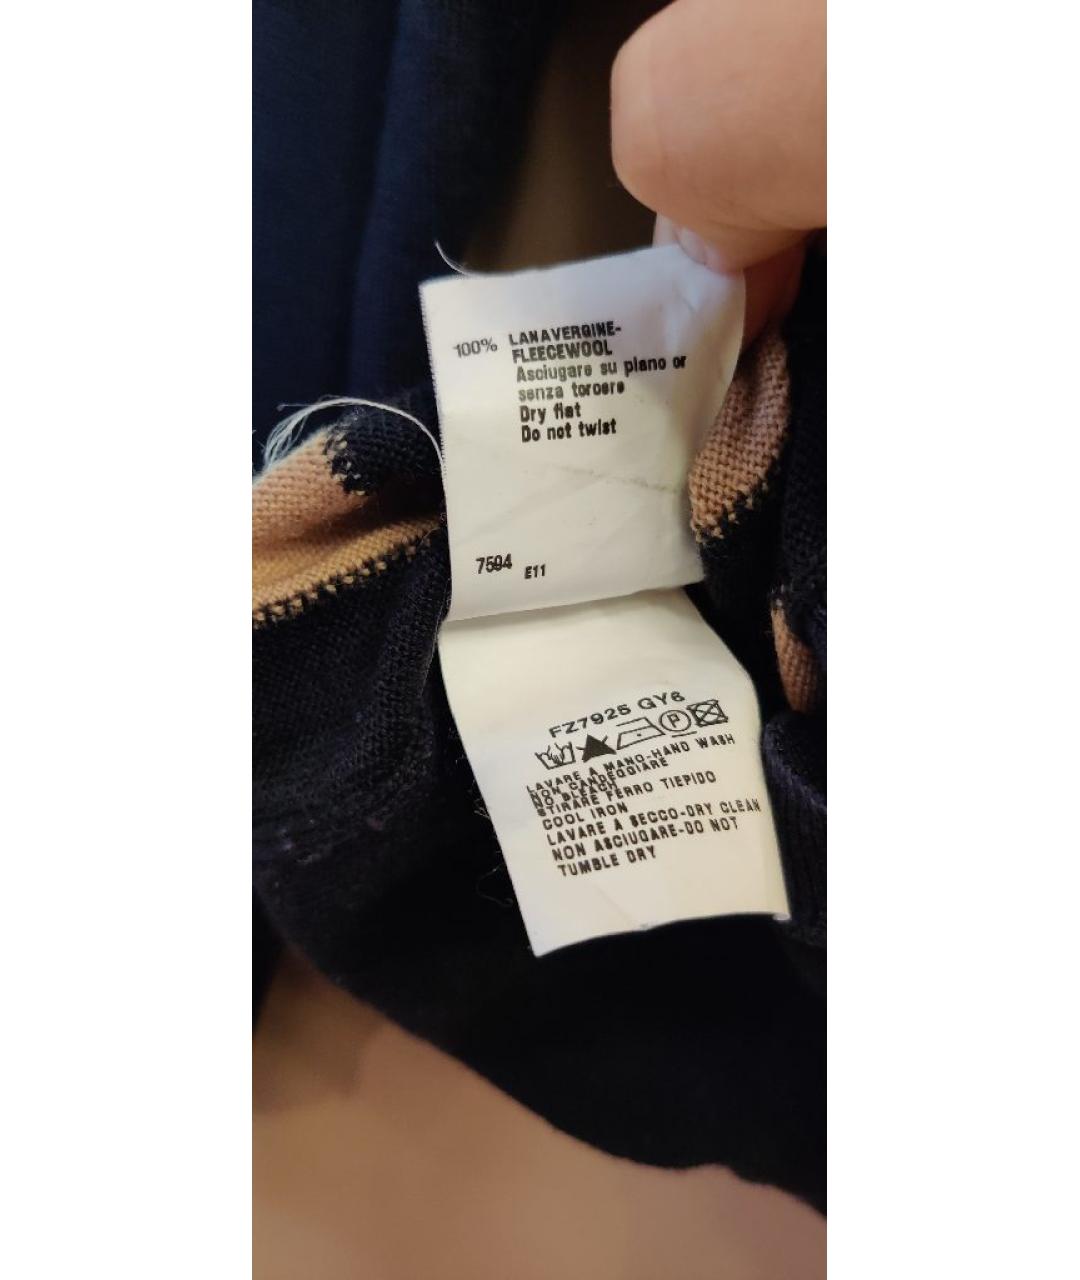 100% LANAVERGINE-
FLEECEWOOL
Asciugare su piano or
senza torcere
Dry flat
Do not twist
7594 E11
FZ7925 GY6
P
LAVARE A MANO-HAND WASH
NON CANDEGGIARE
NO BLEACH
STIRARE FERRO TIEPIDO
COOL IRON
LAVARE A SECCO-DRY CLEAN
NON ASCIUGARE-DO NOT
TUMBLE DRY